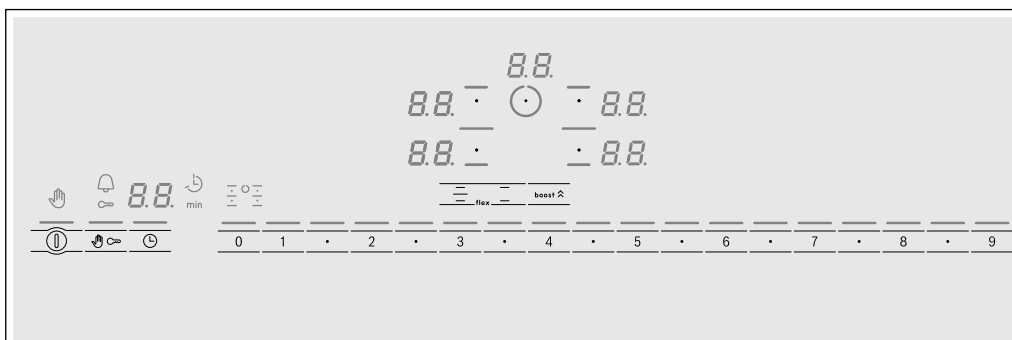 8.8.
8.8. 8.8.
8.8. 8.8.
8.8. min
flex boost
0 1 · 2 · 3 · 4 · 5 · 6 · 7 · 8 · 9